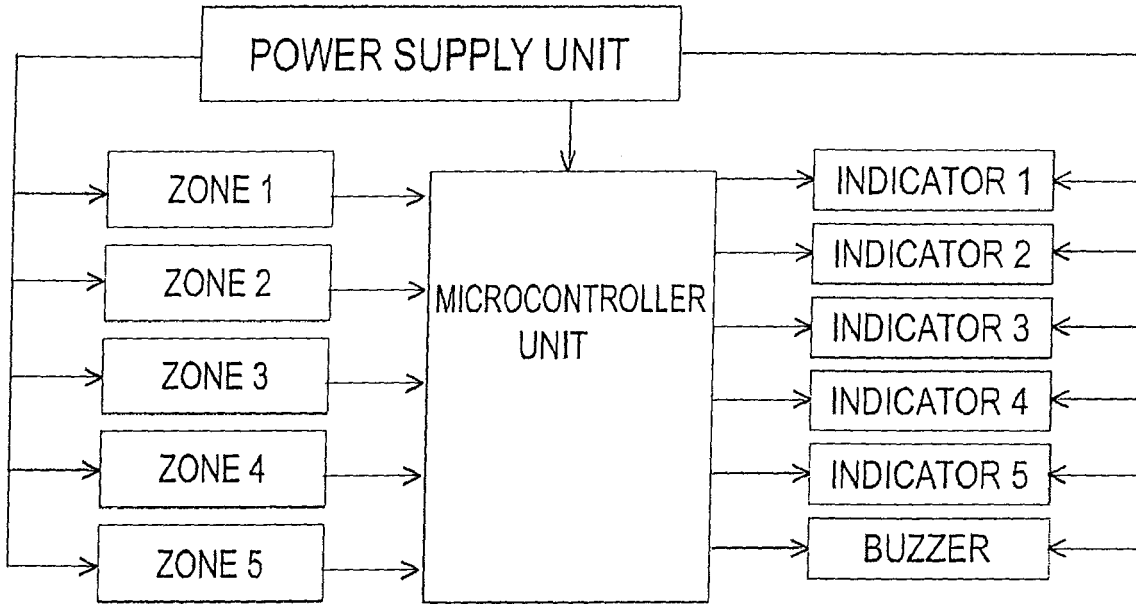 POWER SUPPLY UNIT
ZONE 1
ZONE 2
ZONE 3
ZONE 4
ZONE 5
MICROCONTROLLER
UNIT
INDICATOR 1
INDICATOR 2
INDICATOR 3
INDICATOR 4
INDICATOR 5
BUZZER